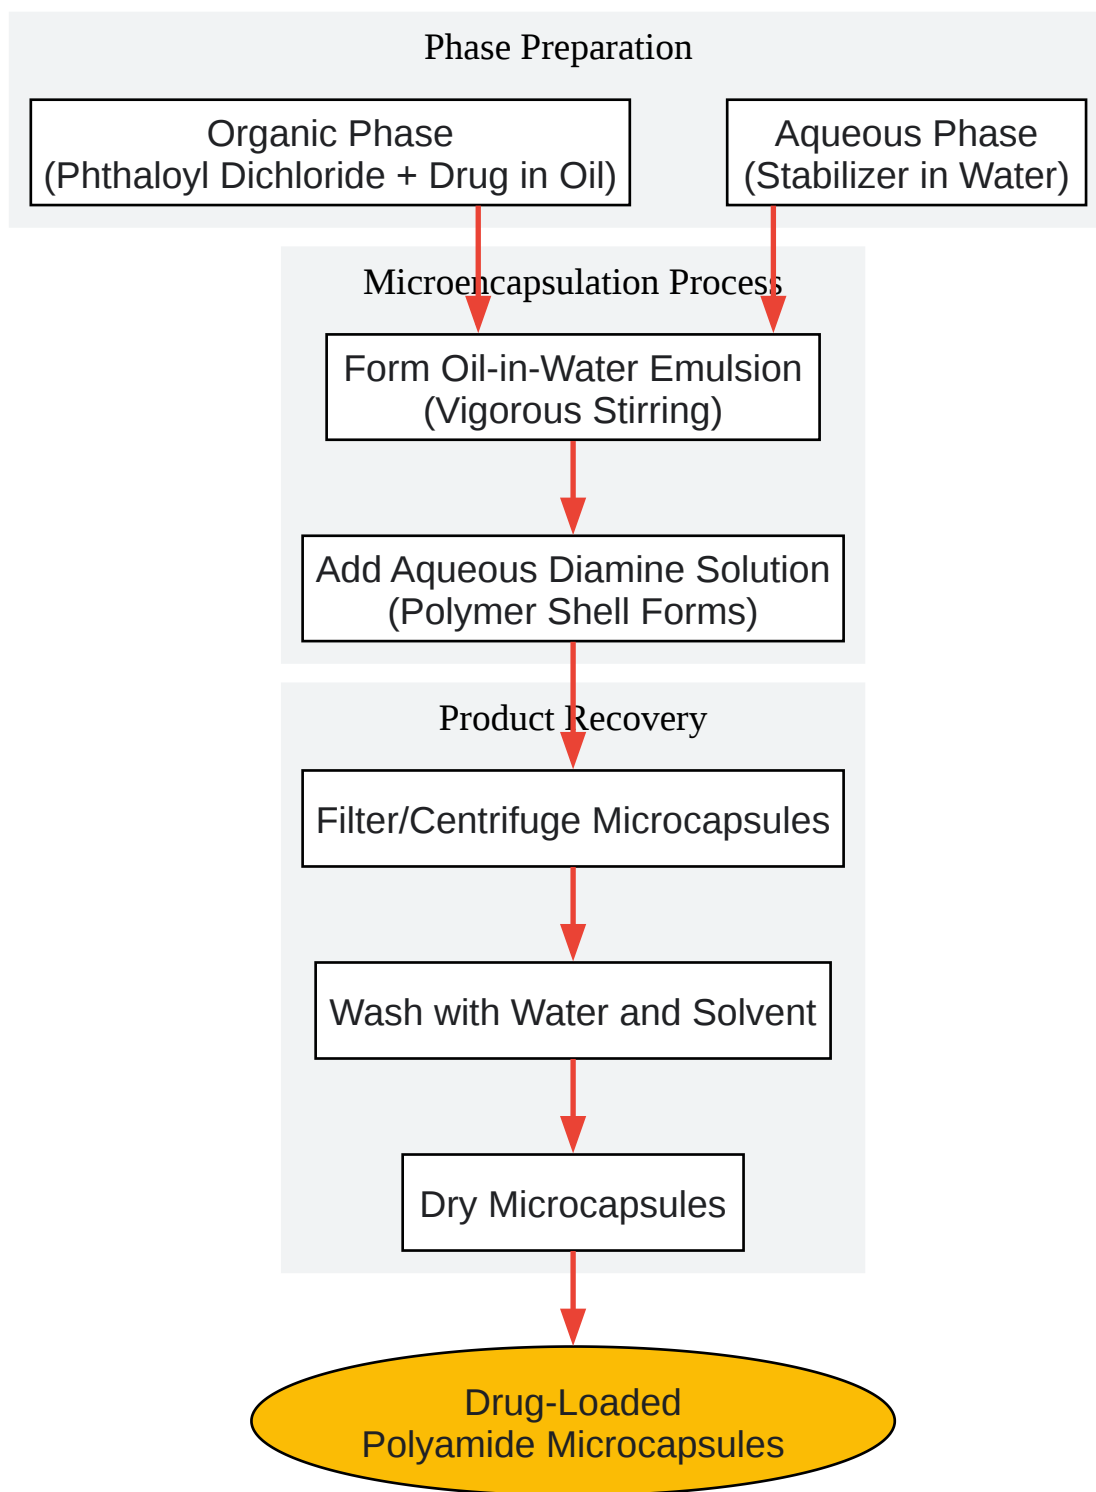 Phase Preparation
Organic Phase
(Phthaloyl Dichloride + Drug in Oil)
Aqueous Phase
(Stabilizer in Water)
Microencapsulation Process
Form Oil-in-Water Emulsion
(Vigorous Stirring)
Add Aqueous Diamine Solution
(Polymer Shell Forms)
Product Recovery
Filter/Centrifuge Microcapsules
Wash with Water and Solvent
Dry Microcapsules
Drug-Loaded
Polyamide Microcapsules